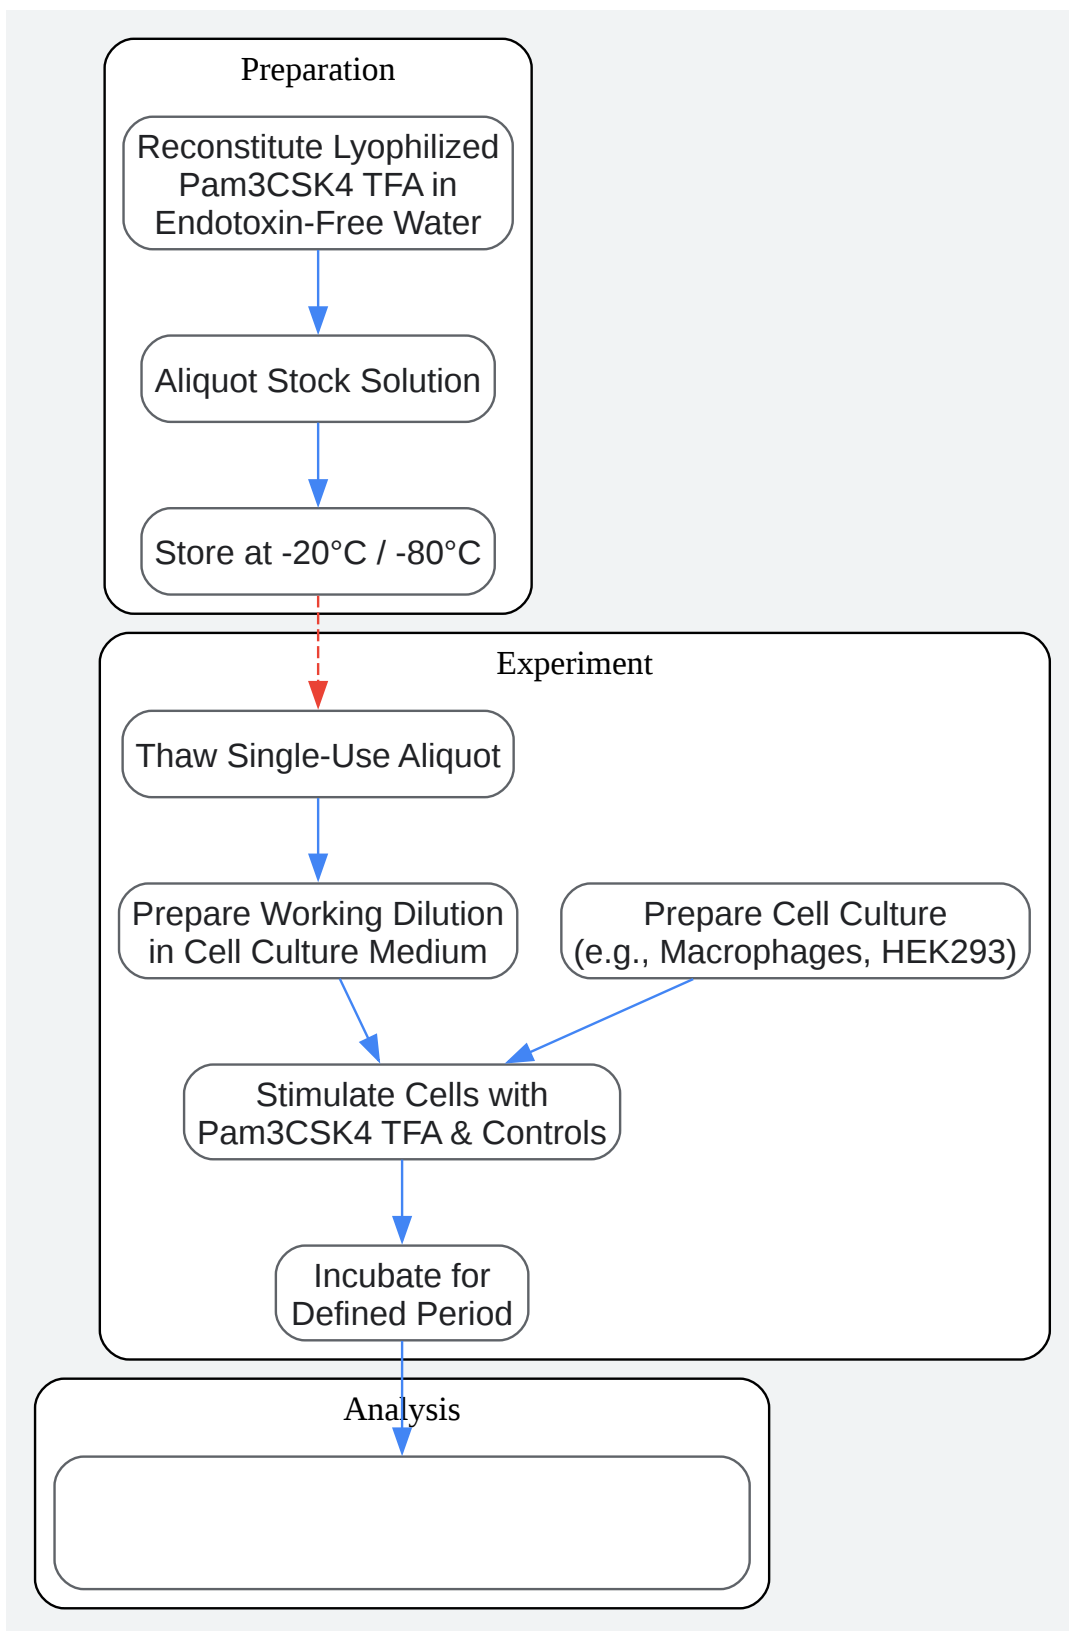 Preparation
Reconstitute Lyophilized
Pam3CSK4 TFA in
Endotoxin-Free Water
Aliquot Stock Solution
Store at -20°C / -80°C
Experiment
Thaw Single-Use Aliquot
Prepare Working Dilution
in Cell Culture Medium
Prepare Cell Culture
(e.g., Macrophages, HEK293)
Stimulate Cells with
Pam3CSK4 TFA & Controls
Incubate for
Defined Period
Analysis